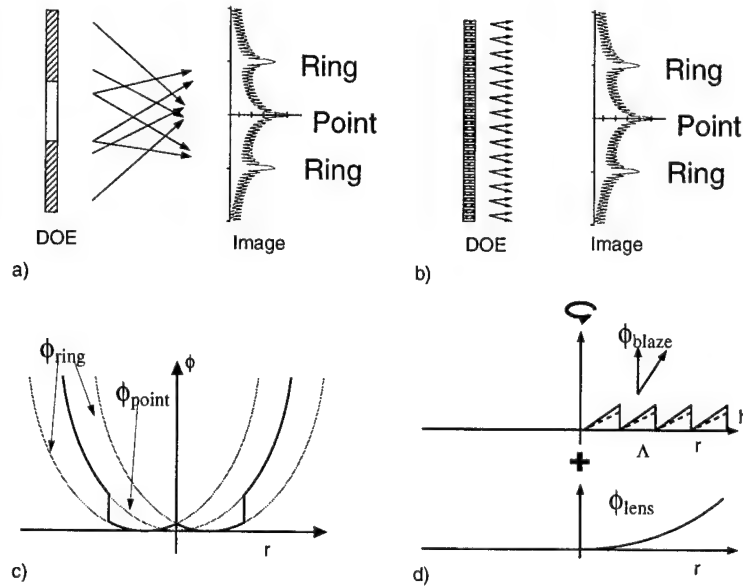 Ring
Point
Ring
DOE
Image
a)
Ring
Point
Ring
DOE
Image
b)
ϕring
ϕ
ϕpoint
r
c)
ϕblaze
h
Λ
r
+
ϕlens
r
d)